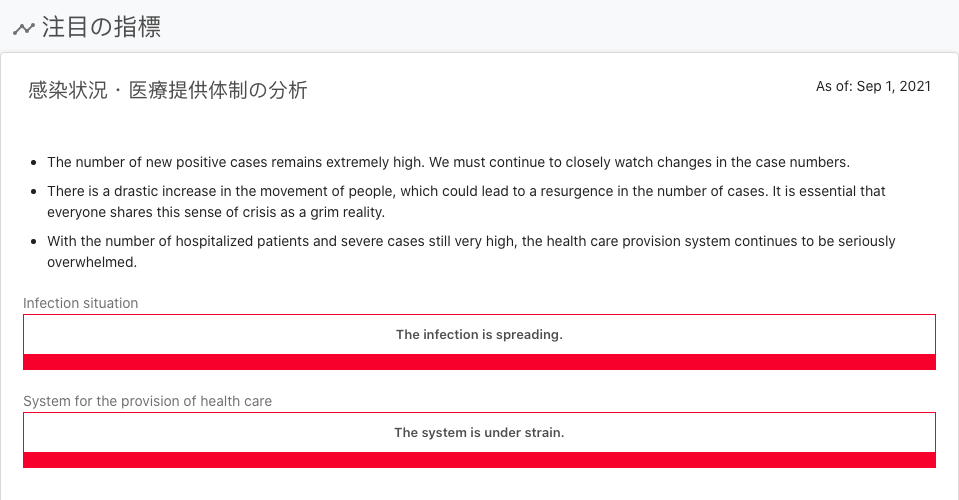 注目の指標
感染状況・医療提供体制の分析
As of: Sep 1, 2021
The number of new positive cases remains extremely high. We must continue to closely watch changes in the case numbers.
There is a drastic increase in the movement of people, which could lead to a resurgence in the number of cases. It is essential that
everyone shares this sense of crisis as a grim reality.
With the number of hospitalized patients and severe cases still very high, the health care provision system continues to be seriously
overwhelmed.
Infection situation
The infection is spreading.
System for the provision of health care
The system is under strain.